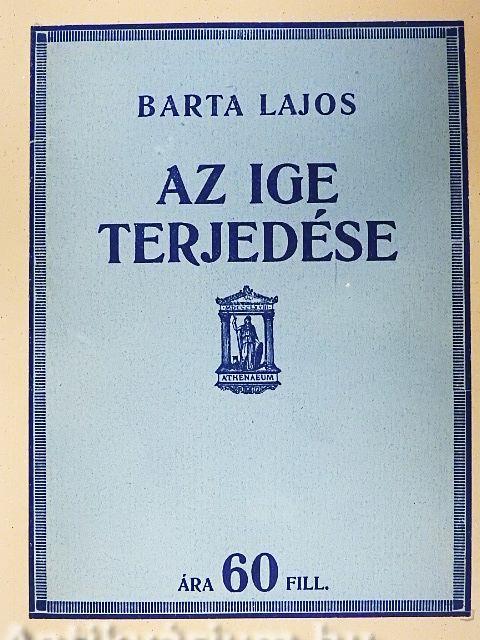 BARTA LAJOS
AZ IGE
TERJEDÉSE
ATHENAEUM
ÁRA 60 FILL.